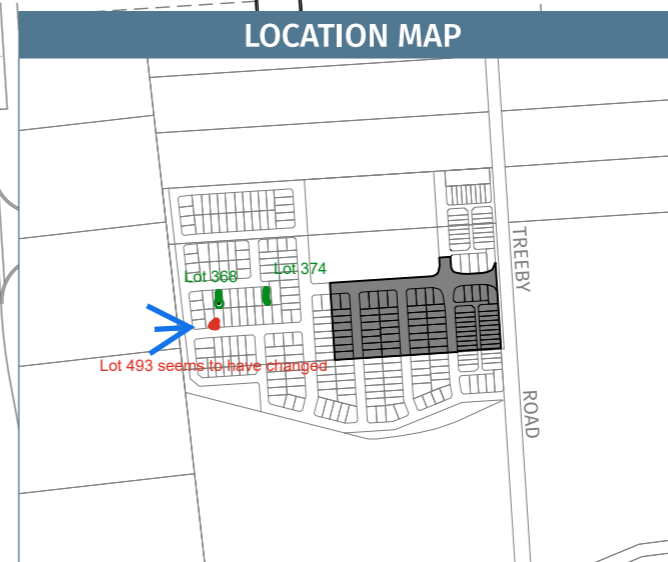 LOCATION MAP
TREEBY
Lot 374
Lot 368
Lot 493 seems to have changed
ROAD